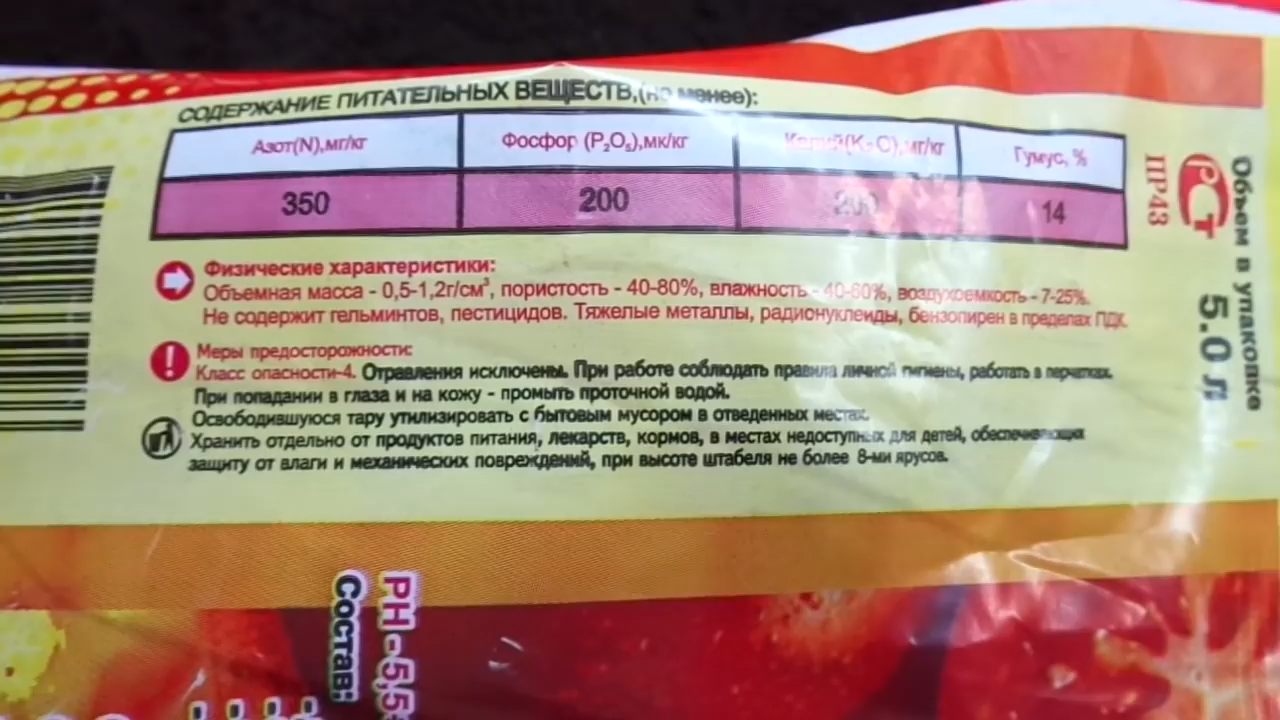 СОДЕРЖАНИЕ ПИТАТЕЛЬНЫХ ВЕЩЕСТВ,(не менее):
Азот(N),мг/кг Фосфор (P₂O₅),мк/кг Калий(K₂O),мг/кг Гумус, %
350 200 200 14
Физические характеристики:
Объемная масса - 0,5-1,2г/см³, пористость - 40-80%, влажность - 40-60%, воздухоемкость - 7-25%.
Не содержит гельминтов, пестицидов. Тяжелые металлы, радионуклеиды, бензопирен в пределах ПДК.
Меры предосторожности:
Класс опасности-4. Отравления исключены. При работе соблюдать правила личной гигиены, работать в перчатках.
При попадании в глаза и на кожу - промыть проточной водой.
Освободившуюся тару утилизировать с бытовым мусором в отведенных местах.
Хранить отдельно от продуктов питания, лекарств, кормов, в местах недоступных для детей, обеспечивающих
защиту от влаги и механических повреждений, при высоте штабеля не более 8-ми ярусов.
РСТ
ПР43
Объем в упаковке
5.0 л
РН - 5,5
Состав: